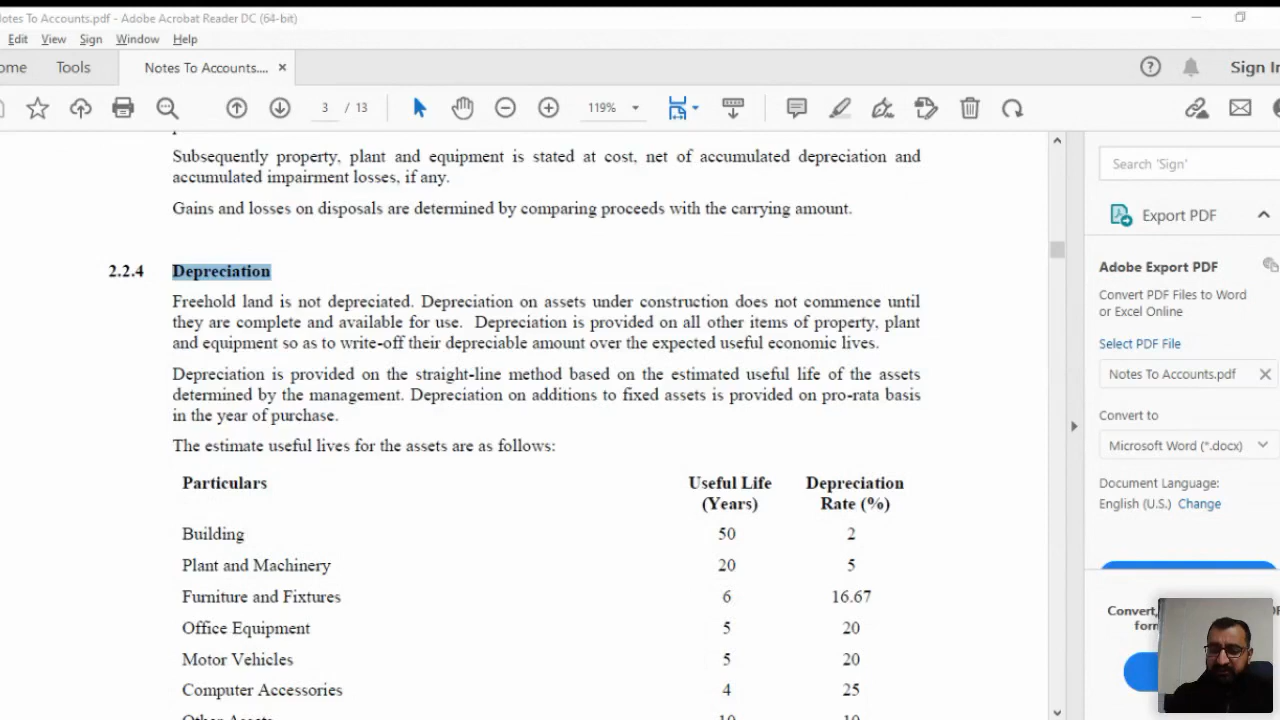 otes To Accounts.pdf - Adobe Acrobat Reader DC (64-bit)
Edit View Sign Window Help
ome Tools Notes To Accounts....
Sign In
3 / 13 119%
Subsequently property, plant and equipment is stated at cost, net of accumulated depreciation and
accumulated impairment losses, if any.
Gains and losses on disposals are determined by comparing proceeds with the carrying amount.
2.2.4 Depreciation
Freehold land is not depreciated. Depreciation on assets under construction does not commence until
they are complete and available for use. Depreciation is provided on all other items of property, plant
and equipment so as to write-off their depreciable amount over the expected useful economic lives.
Depreciation is provided on the straight-line method based on the estimated useful life of the assets
determined by the management. Depreciation on additions to fixed assets is provided on pro-rata basis
in the year of purchase.
The estimate useful lives for the assets are as follows:
Particulars Useful Life Depreciation
(Years) Rate (%)
Building 50 2
Plant and Machinery 20 5
Furniture and Fixtures 6 16.67
Office Equipment 5 20
Motor Vehicles 5 20
Computer Accessories 4 25
Other Assets 10 10
Search 'Sign'
Export PDF
Adobe Export PDF
Convert PDF Files to Word
or Excel Online
Select PDF File
Notes To Accounts.pdf
Convert to
Microsoft Word (*.docx)
Document Language:
English (U.S.) Change
Convert,
form